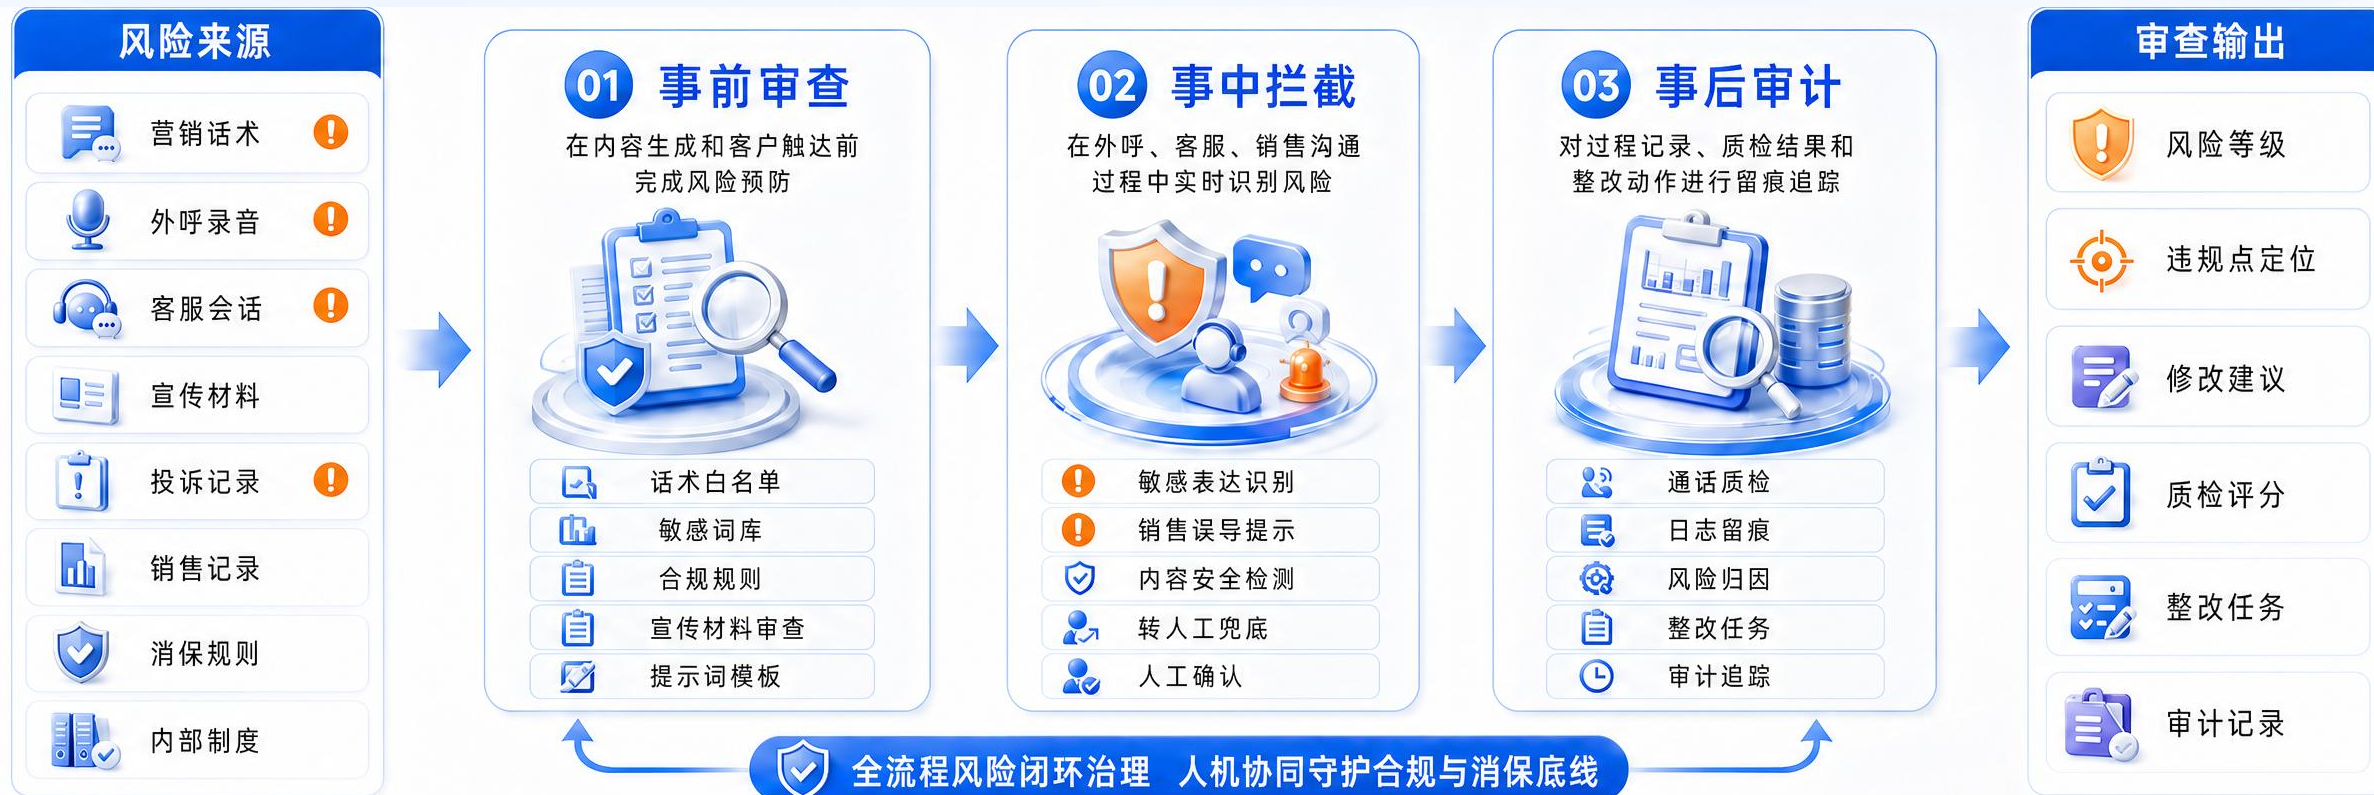 风险来源
营销话术
外呼录音
客服会话
宣传材料
投诉记录
销售记录
消保规则
内部制度
01 事前审查
在内容生成和客户触达前
完成风险预防
话术白名单
敏感词库
合规规则
宣传材料审查
提示词模板
02 事中拦截
在外呼、客服、销售沟通
过程中实时识别风险
敏感表达识别
销售误导提示
内容安全检测
转人工兜底
人工确认
03 事后审计
对过程记录、质检结果和
整改动作进行留痕追踪
通话质检
日志留痕
风险归因
整改任务
审计追踪
审查输出
风险等级
违规点定位
修改建议
质检评分
整改任务
审计记录
全流程风险闭环治理 人机协同守护合规与消保底线